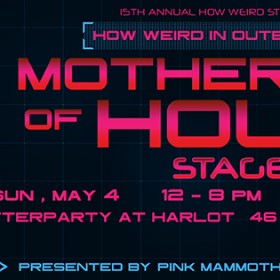 15TH ANNUAL HOW WEIRD ST
HOW WEIRD IN OUTE
MOTHER
OF HOU
STAGE
SUN , MAY 4 12 - 8 PM
TERPARTY AT HARLOT 46
PRESENTED BY PINK MAMMOTH